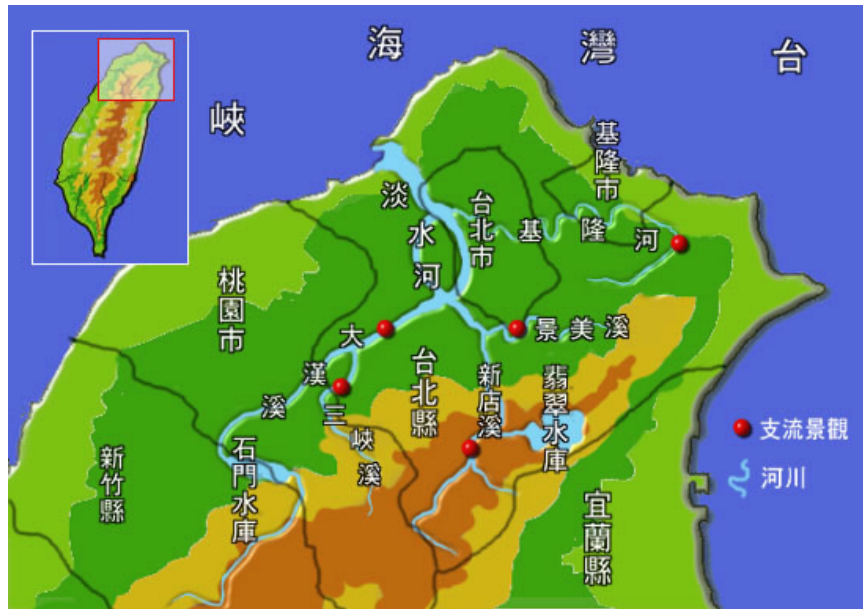 台灣海峽
基隆市
淡水河
台北市
基隆河
桃園市
大漢溪
景美溪
台北縣
三峽溪
新店溪
翡翠水庫
石門水庫
新竹縣
宜蘭縣
支流景觀
河川